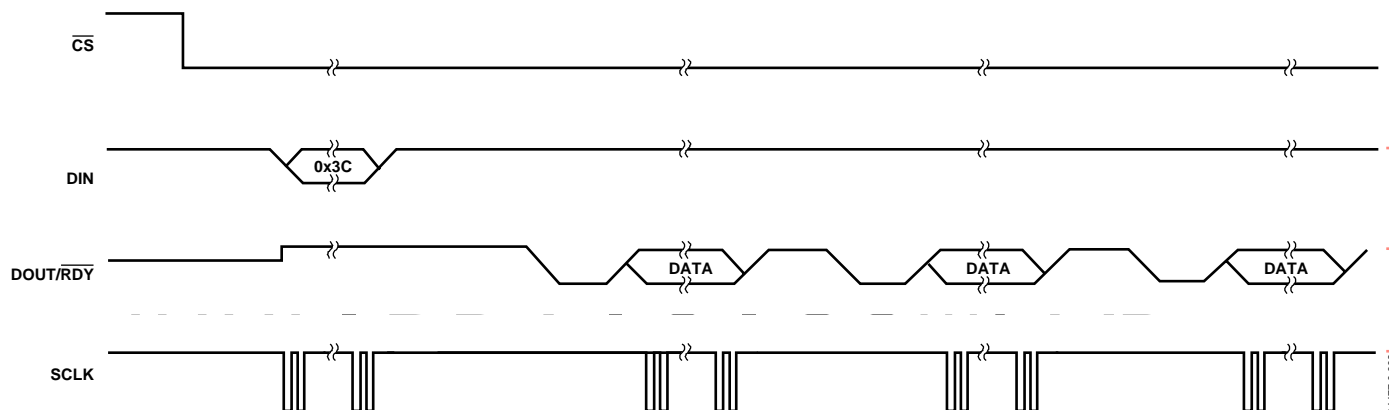 CS
DIN
0x3C
DOUT/RDY
DATA
DATA
DATA
SCLK